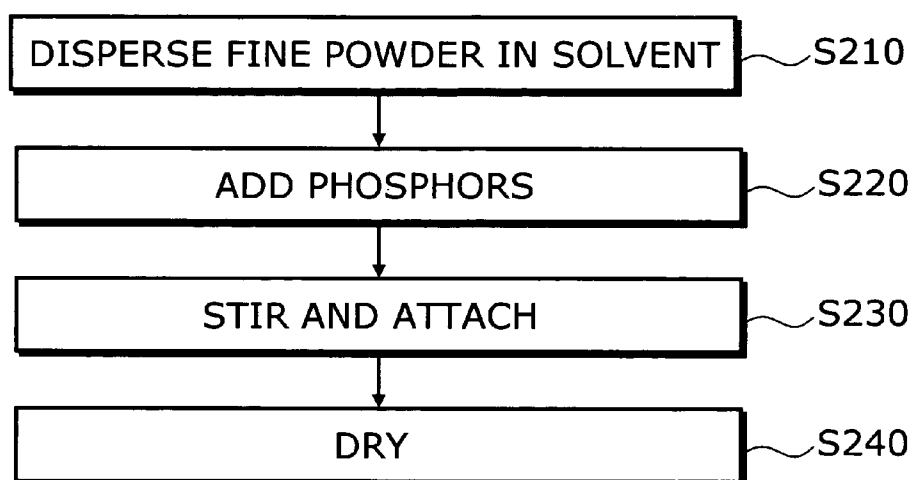 DISPERSE FINE POWDER IN SOLVENT S210
ADD PHOSPHORS S220
STIR AND ATTACH S230
DRY S240